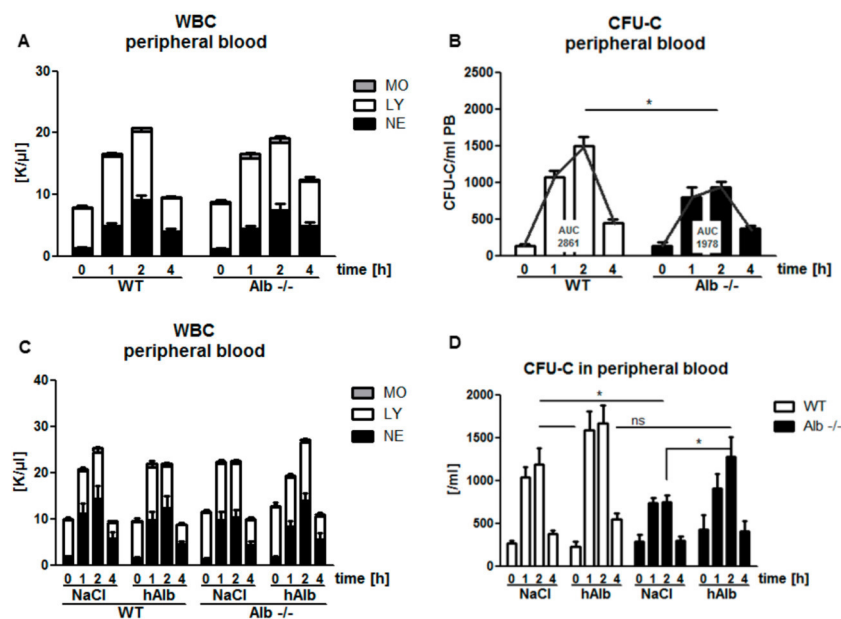 A
WBC
peripheral blood
30
20
10
0
[K/µl]
MO
LY
NE
0 1 2 4 0 1 2 4 time [h]
WT Alb -/-
B
CFU-C
peripheral blood
2500
2000
1500
1000
500
0
CFU-C/ml PB
*
AUC
2861
AUC
1978
0 1 2 4 0 1 2 4 time [h]
WT Alb -/-
C
WBC
peripheral blood
40
30
20
10
0
[K/µl]
MO
LY
NE
0 1 2 4 0 1 2 4 0 1 2 4 0 1 2 4 time [h]
NaCl hAlb NaCl hAlb
WT Alb -/-
D
CFU-C in peripheral blood
2000
1500
1000
500
0
[/ml]
WT
Alb -/-
*
ns
*
0 1 2 4 0 1 2 4 0 1 2 4 0 1 2 4 time [h]
NaCl hAlb NaCl hAlb